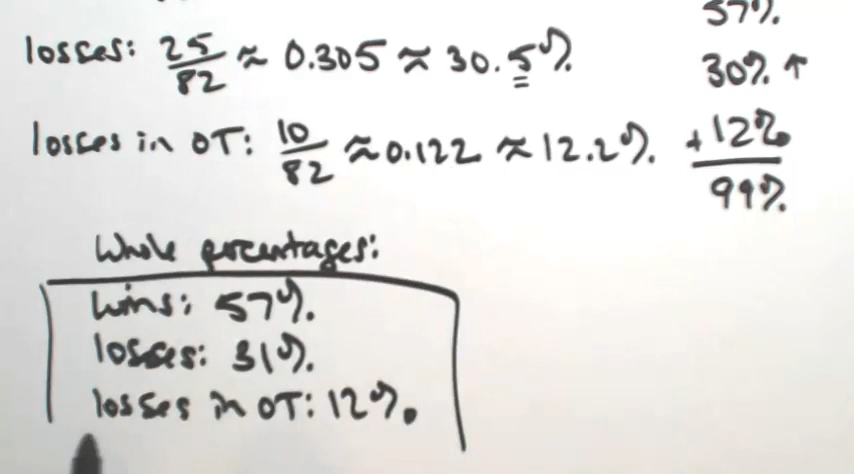 57%
losses: 25/82 ≈ 0.305 ≈ 30.5%
30% ↑
losses in OT: 10/82 ≈ 0.122 ≈ 12.2%
+12%
99%
Whole percentages:
wins: 57%.
losses: 31%.
losses in OT: 12%.